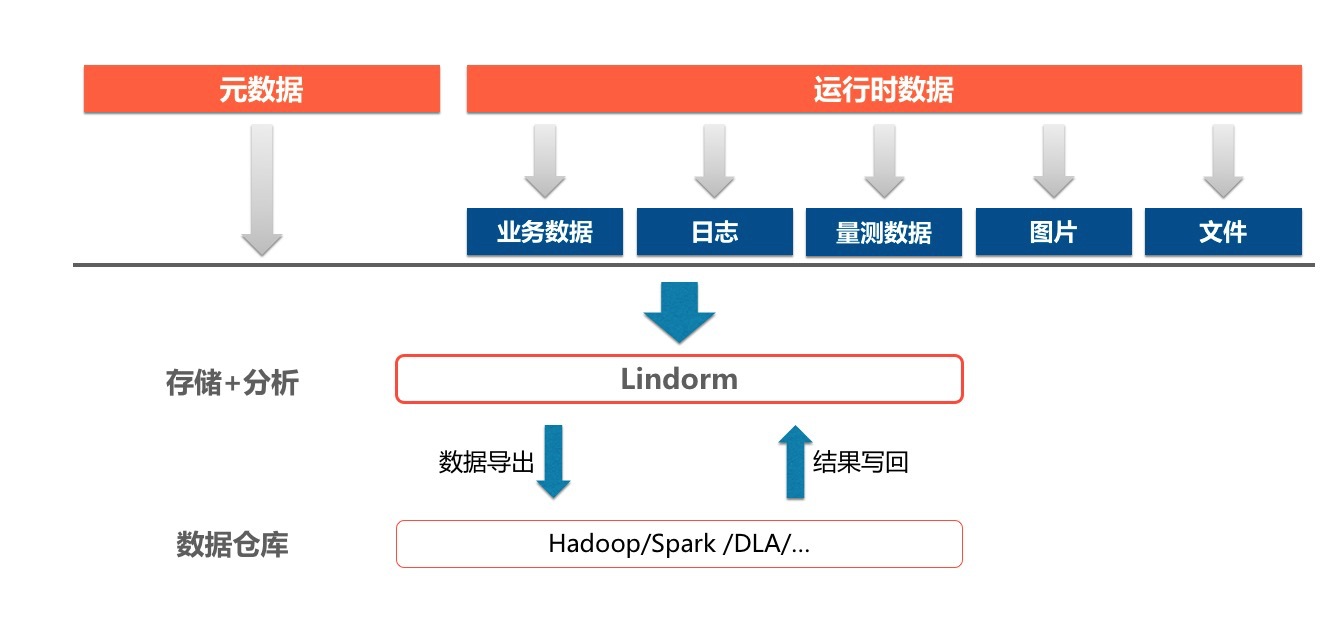 元数据
运行时数据
业务数据
日志
量测数据
图片
文件
存储+分析
Lindorm
数据导出
结果写回
数据仓库
Hadoop/Spark /DLA/...